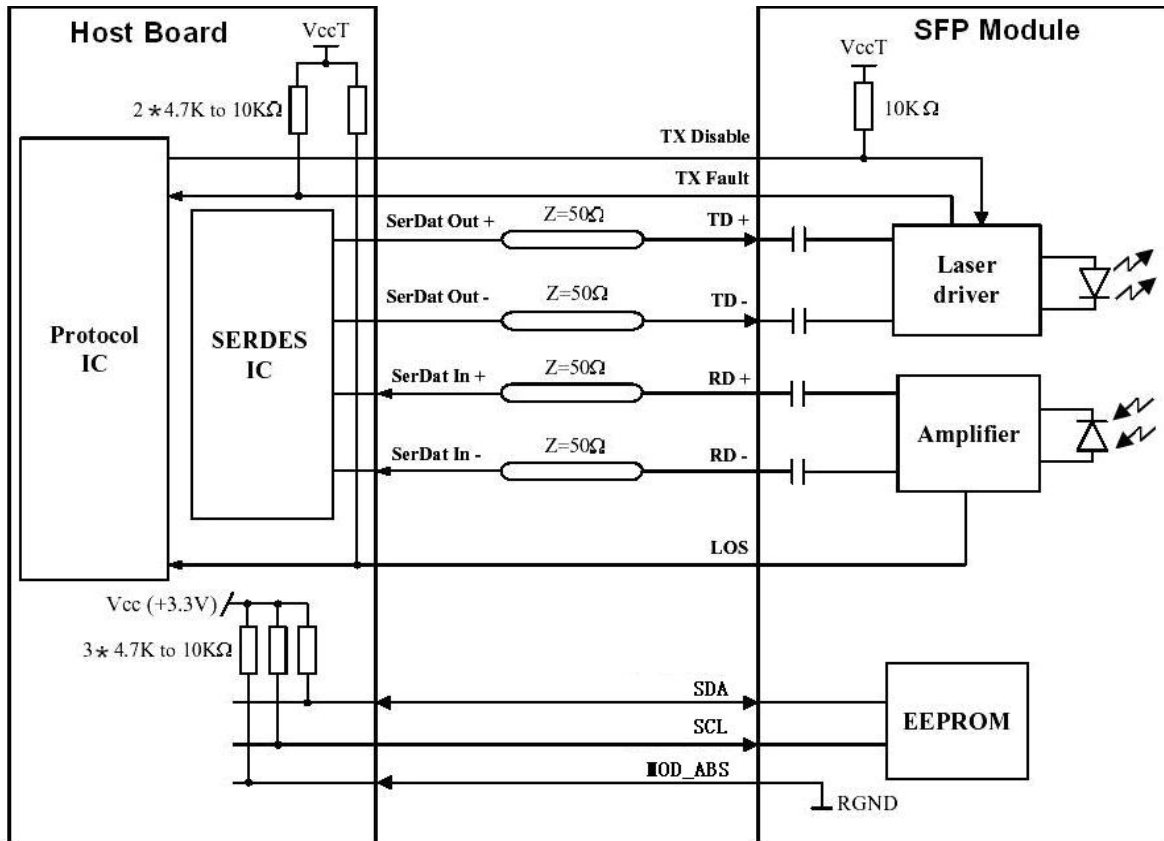 Host Board
SFP Module
VccT
VccT
2*4.7K to 10KΩ
10KΩ
TX Disable
TX Fault
SerDat Out +
Z=50Ω
TD +
SerDat Out -
Z=50Ω
TD -
Laser
driver
Protocol
IC
SERDES
IC
SerDat In +
Z=50Ω
RD +
SerDat In -
Z=50Ω
RD -
Amplifier
LOS
Vcc (+3.3V)
3*4.7K to 10KΩ
SDA
SCL
MOD_ABS
EEPROM
RGND